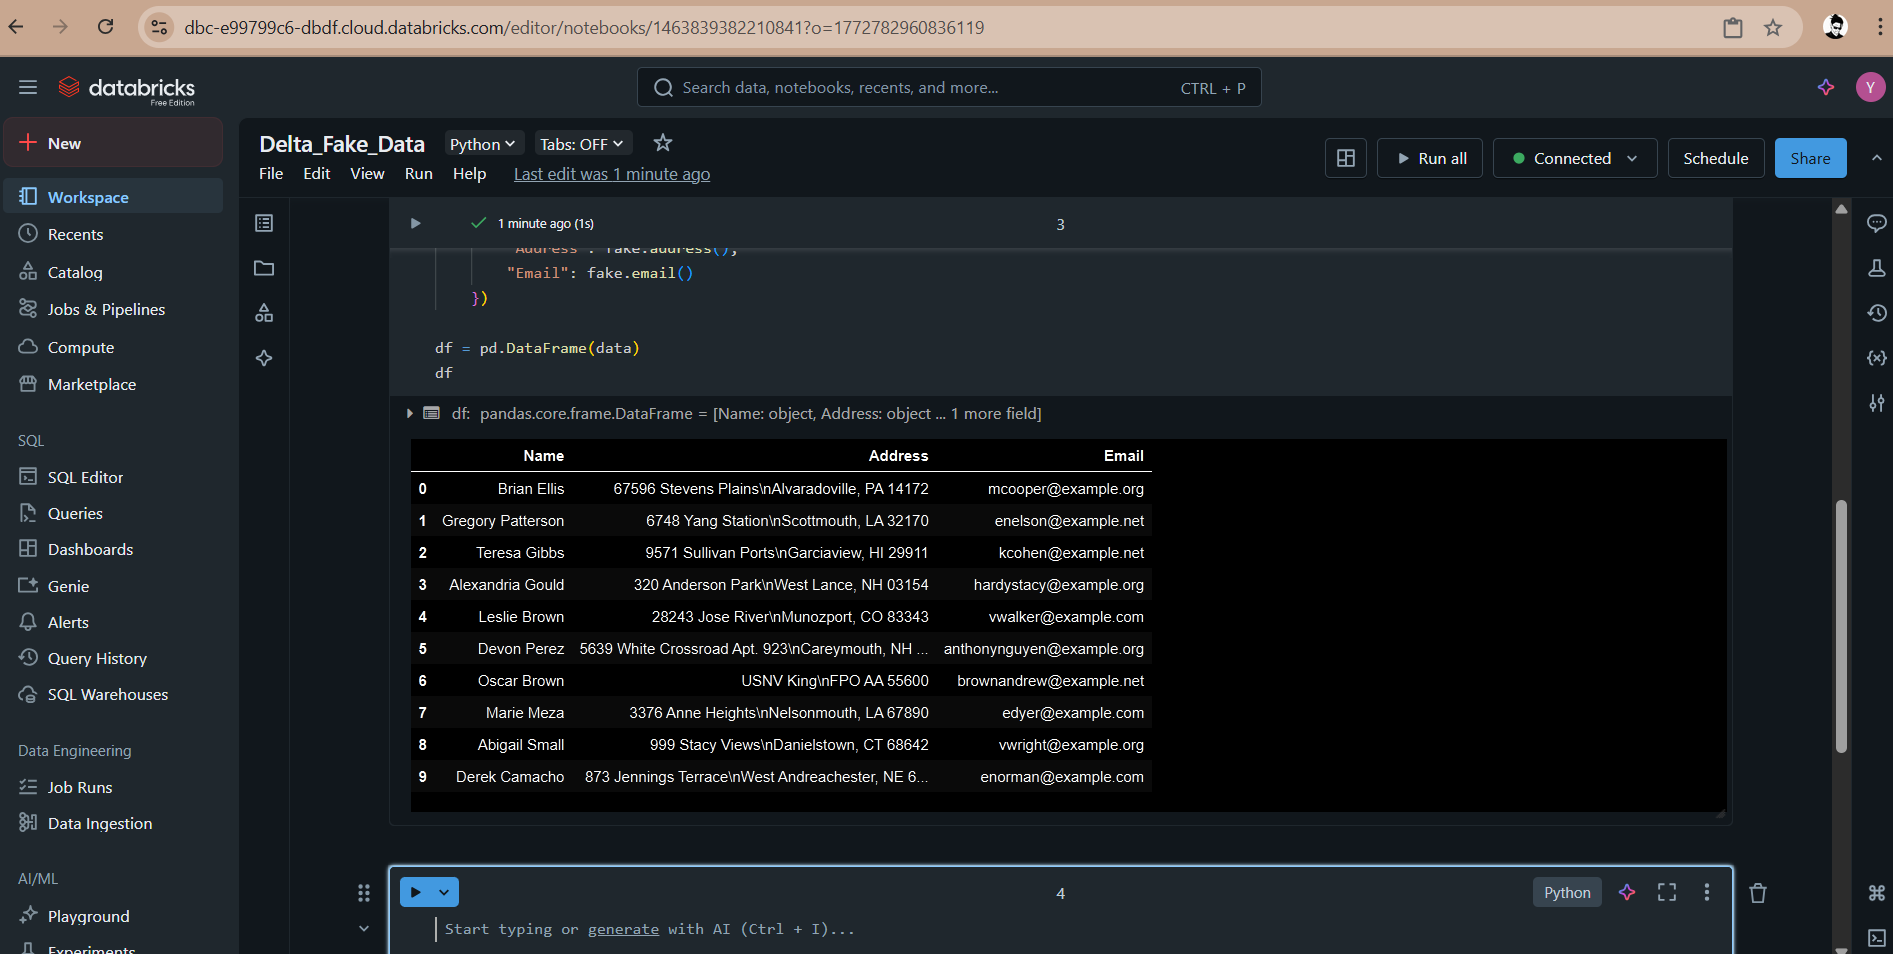 dbc-e99799c6-dbdf.cloud.databricks.com/editor/notebooks/1463839382210841?o=1772782960836119
databricks
Free Edition
Search data, notebooks, recents, and more...
CTRL + P
Y
New
Workspace
Recents
Catalog
Jobs & Pipelines
Compute
Marketplace
SQL
SQL Editor
Queries
Dashboards
Genie
Alerts
Query History
SQL Warehouses
Data Engineering
Job Runs
Data Ingestion
AI/ML
Playground
Experiments
Delta_Fake_Data
Python
Tabs: OFF
File Edit View Run Help Last edit was 1 minute ago
Run all
Connected
Schedule
Share
1 minute ago (1s)
3
"Address": fake.address(),
"Email": fake.email()
})
df = pd.DataFrame(data)
df
df: pandas.core.frame.DataFrame = [Name: object, Address: object ... 1 more field]
Name Address Email
0 Brian Ellis 67596 Stevens Plains\nAlvaradoville, PA 14172 mcooper@example.org
1 Gregory Patterson 6748 Yang Station\nScottmouth, LA 32170 enelson@example.net
2 Teresa Gibbs 9571 Sullivan Ports\nGarciaview, HI 29911 kcohen@example.net
3 Alexandria Gould 320 Anderson Park\nWest Lance, NH 03154 hardystacy@example.org
4 Leslie Brown 28243 Jose River\nMunozport, CO 83343 vwalker@example.com
5 Devon Perez 5639 White Crossroad Apt. 923\nCareymouth, NH ... anthonynguyen@example.org
6 Oscar Brown USNV King\nFPO AA 55600 brownandrew@example.net
7 Marie Meza 3376 Anne Heights\nNelsonmouth, LA 67890 edyer@example.com
8 Abigail Small 999 Stacy Views\nDanielstown, CT 68642 vwright@example.org
9 Derek Camacho 873 Jennings Terrace\nWest Andreachester, NE 6... enorman@example.com
4
Python
Start typing or generate with AI (Ctrl + I)...